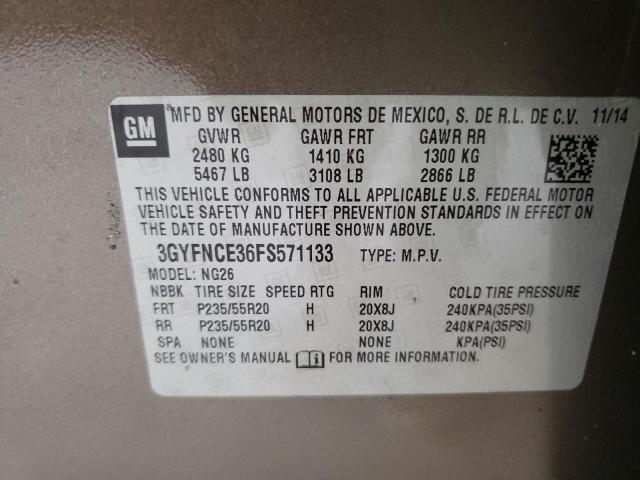 GM
MFD BY GENERAL MOTORS DE MEXICO, S. DE R.L. DE C.V. 11/14
GVWR GAWR FRT GAWR RR
2480 KG 1410 KG 1300 KG
5467 LB 3108 LB 2866 LB
THIS VEHICLE CONFORMS TO ALL APPLICABLE U.S. FEDERAL MOTOR
VEHICLE SAFETY AND THEFT PREVENTION STANDARDS IN EFFECT ON
THE DATE OF MANUFACTURE SHOWN ABOVE.
3GYFNCE36FS571133 TYPE: M.P.V.
MODEL: NG26
NBBK TIRE SIZE SPEED RTG RIM COLD TIRE PRESSURE
FRT P235/55R20 H 20X8J 240KPA(35PSI)
RR P235/55R20 H 20X8J 240KPA(35PSI)
SPA NONE NONE KPA(PSI)
SEE OWNER'S MANUAL i FOR MORE INFORMATION.